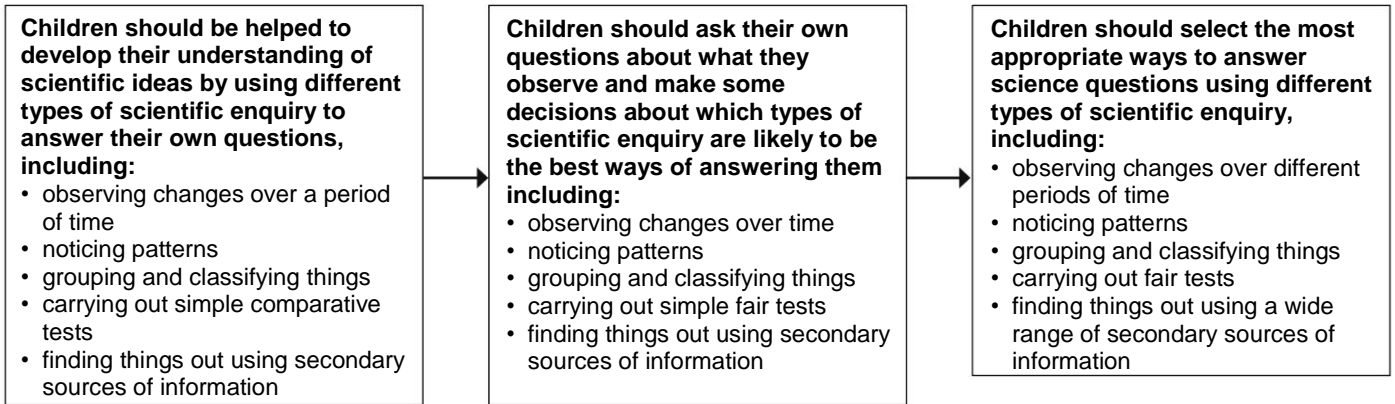 Children should be helped to
develop their understanding of
scientific ideas by using different
types of scientific enquiry to
answer their own questions,
including:
• observing changes over a period
of time
• noticing patterns
• grouping and classifying things
• carrying out simple comparative
tests
• finding things out using secondary
sources of information
Children should ask their own
questions about what they
observe and make some
decisions about which types of
scientific enquiry are likely to be
the best ways of answering them
including:
• observing changes over time
• noticing patterns
• grouping and classifying things
• carrying out simple fair tests
• finding things out using secondary
sources of information
Children should select the most
appropriate ways to answer
science questions using different
types of scientific enquiry,
including:
• observing changes over different
periods of time
• noticing patterns
• grouping and classifying things
• carrying out fair tests
• finding things out using a wide
range of secondary sources of
information